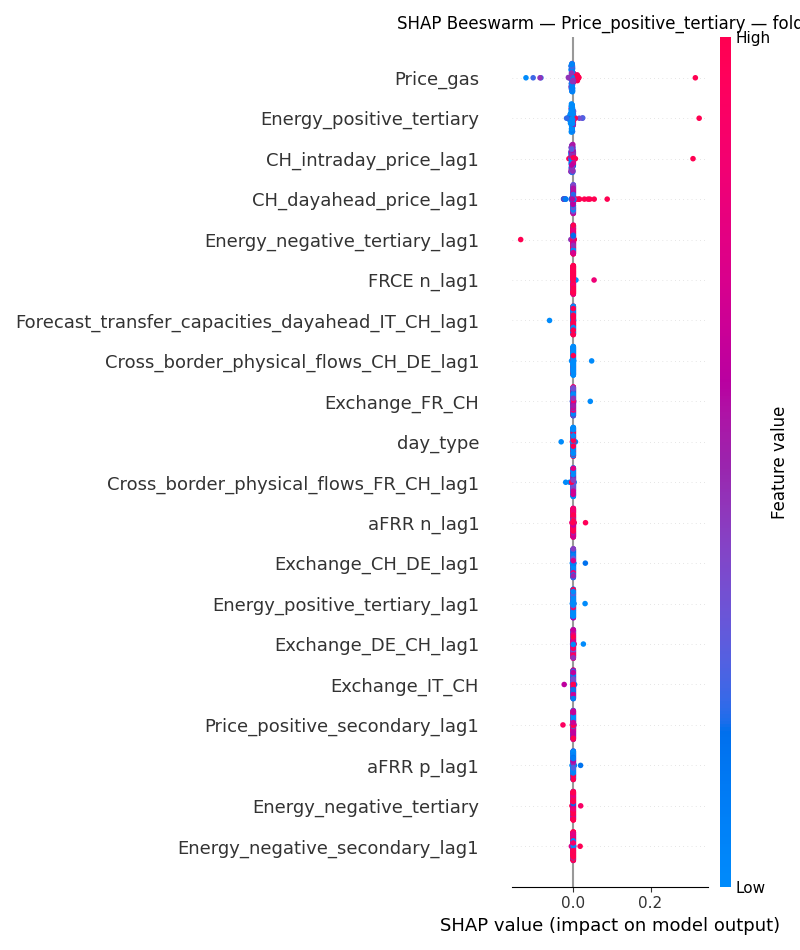 SHAP Beeswarm — Price_positive_tertiary — fold
High
Price_gas
Energy_positive_tertiary
CH_intraday_price_lag1
CH_dayahead_price_lag1
Energy_negative_tertiary_lag1
FRCE n_lag1
Forecast_transfer_capacities_dayahead_IT_CH_lag1
Cross_border_physical_flows_CH_DE_lag1
Exchange_FR_CH
day_type
Cross_border_physical_flows_FR_CH_lag1
aFRR n_lag1
Exchange_CH_DE_lag1
Energy_positive_tertiary_lag1
Exchange_DE_CH_lag1
Exchange_IT_CH
Price_positive_secondary_lag1
aFRR p_lag1
Energy_negative_tertiary
Energy_negative_secondary_lag1
Feature value
Low
0.0 0.2
SHAP value (impact on model output)